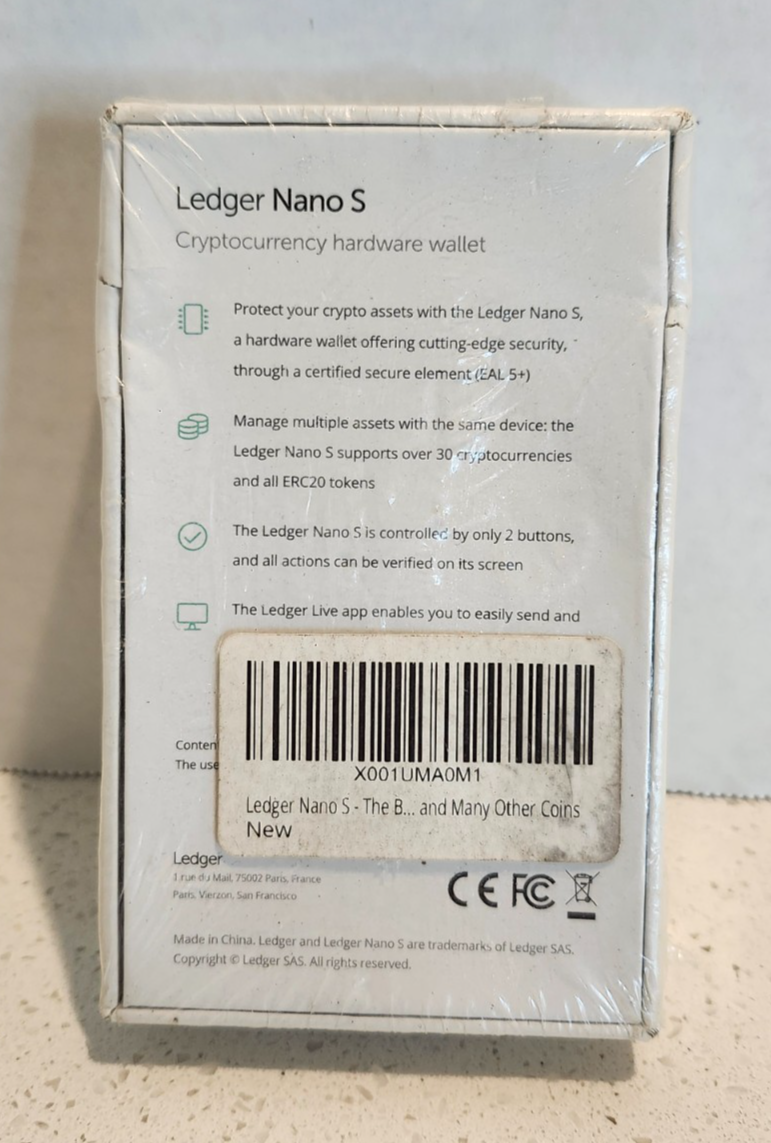 Ledger Nano S
Cryptocurrency hardware wallet
Protect your crypto assets with the Ledger Nano S,
a hardware wallet offering cutting-edge security,
through a certified secure element (EAL 5+)
Manage multiple assets with the same device: the
Ledger Nano S supports over 30 cryptocurrencies
and all ERC20 tokens
The Ledger Nano S is controlled by only 2 buttons,
and all actions can be verified on its screen
The Ledger Live app enables you to easily send and
Conten
The use
X001UMA0M1
Ledger Nano S - The B... and Many Other Coins
New
Ledger
1 rue du Mail, 75002 Paris, France
Paris, Vierzon, San Francisco
CE FC
Made in China. Ledger and Ledger Nano S are trademarks of Ledger SAS.
Copyright © Ledger SAS. All rights reserved.